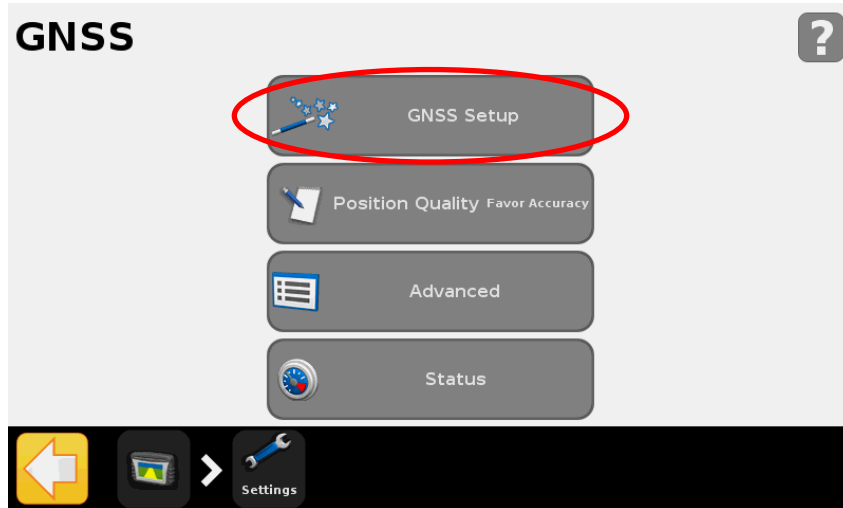 GNSS
?
GNSS Setup
Position Quality Favor Accuracy
Advanced
Status
Settings